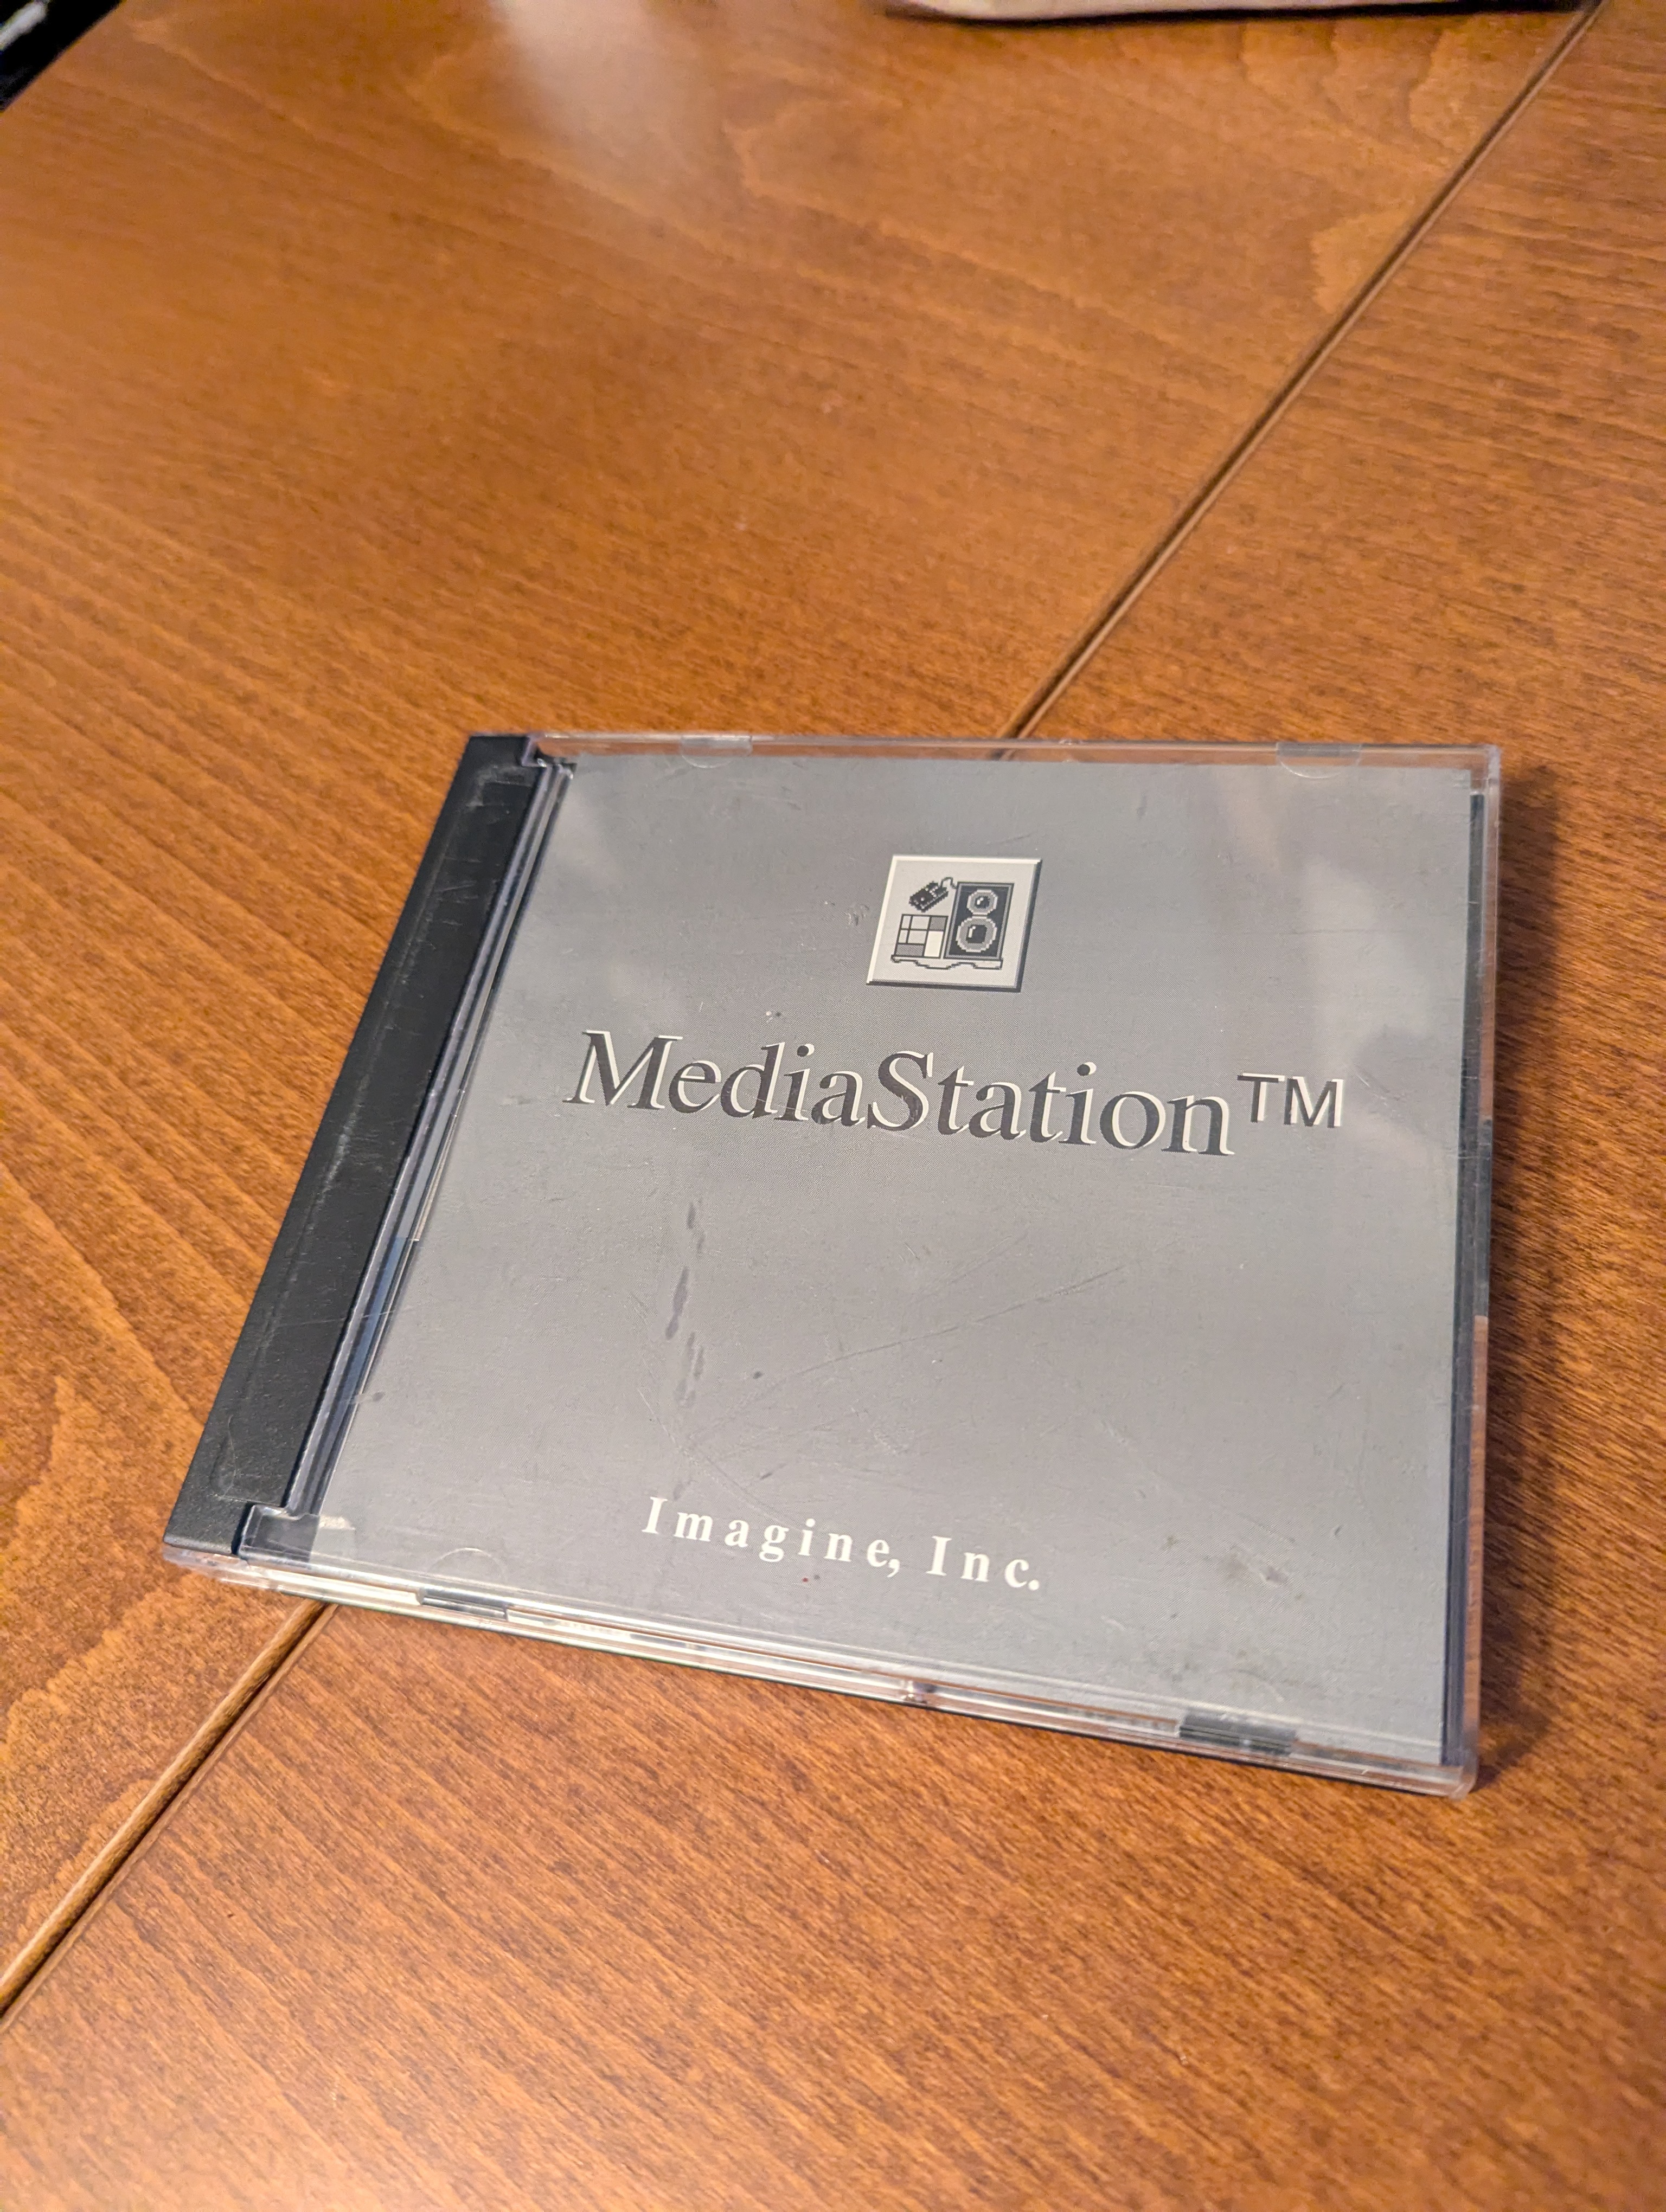 MediaStation™
Imagine, Inc.